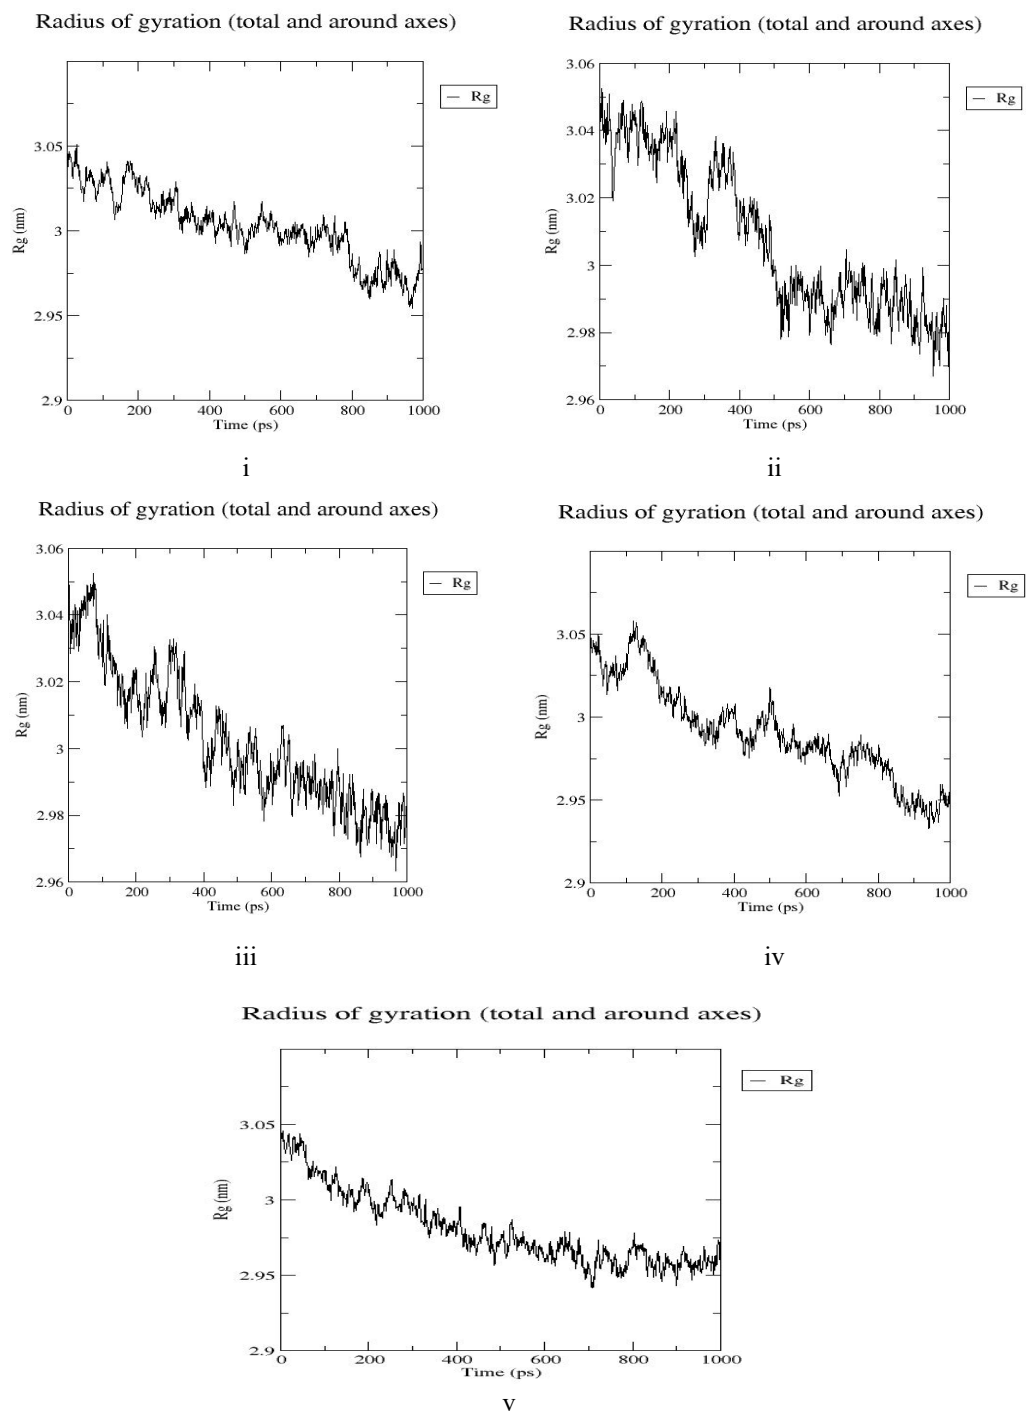 Radius of gyration (total and around axes)
Rg
3.05
3
2.95
2.9
Rg (nm)
0 200 400 600 800 1000
Time (ps)
i
Radius of gyration (total and around axes)
Rg
3.06
3.04
3.02
3
2.98
2.96
Rg (nm)
0 200 400 600 800 1000
Time (ps)
ii
Radius of gyration (total and around axes)
Rg
3.06
3.04
3.02
3
2.98
2.96
Rg (nm)
0 200 400 600 800 1000
Time (ps)
iii
Radius of gyration (total and around axes)
Rg
3.05
3
2.95
2.9
Rg (nm)
0 200 400 600 800 1000
Time (ps)
iv
Radius of gyration (total and around axes)
Rg
3.05
3
2.95
2.9
Rg (nm)
0 200 400 600 800 1000
Time (ps)
v